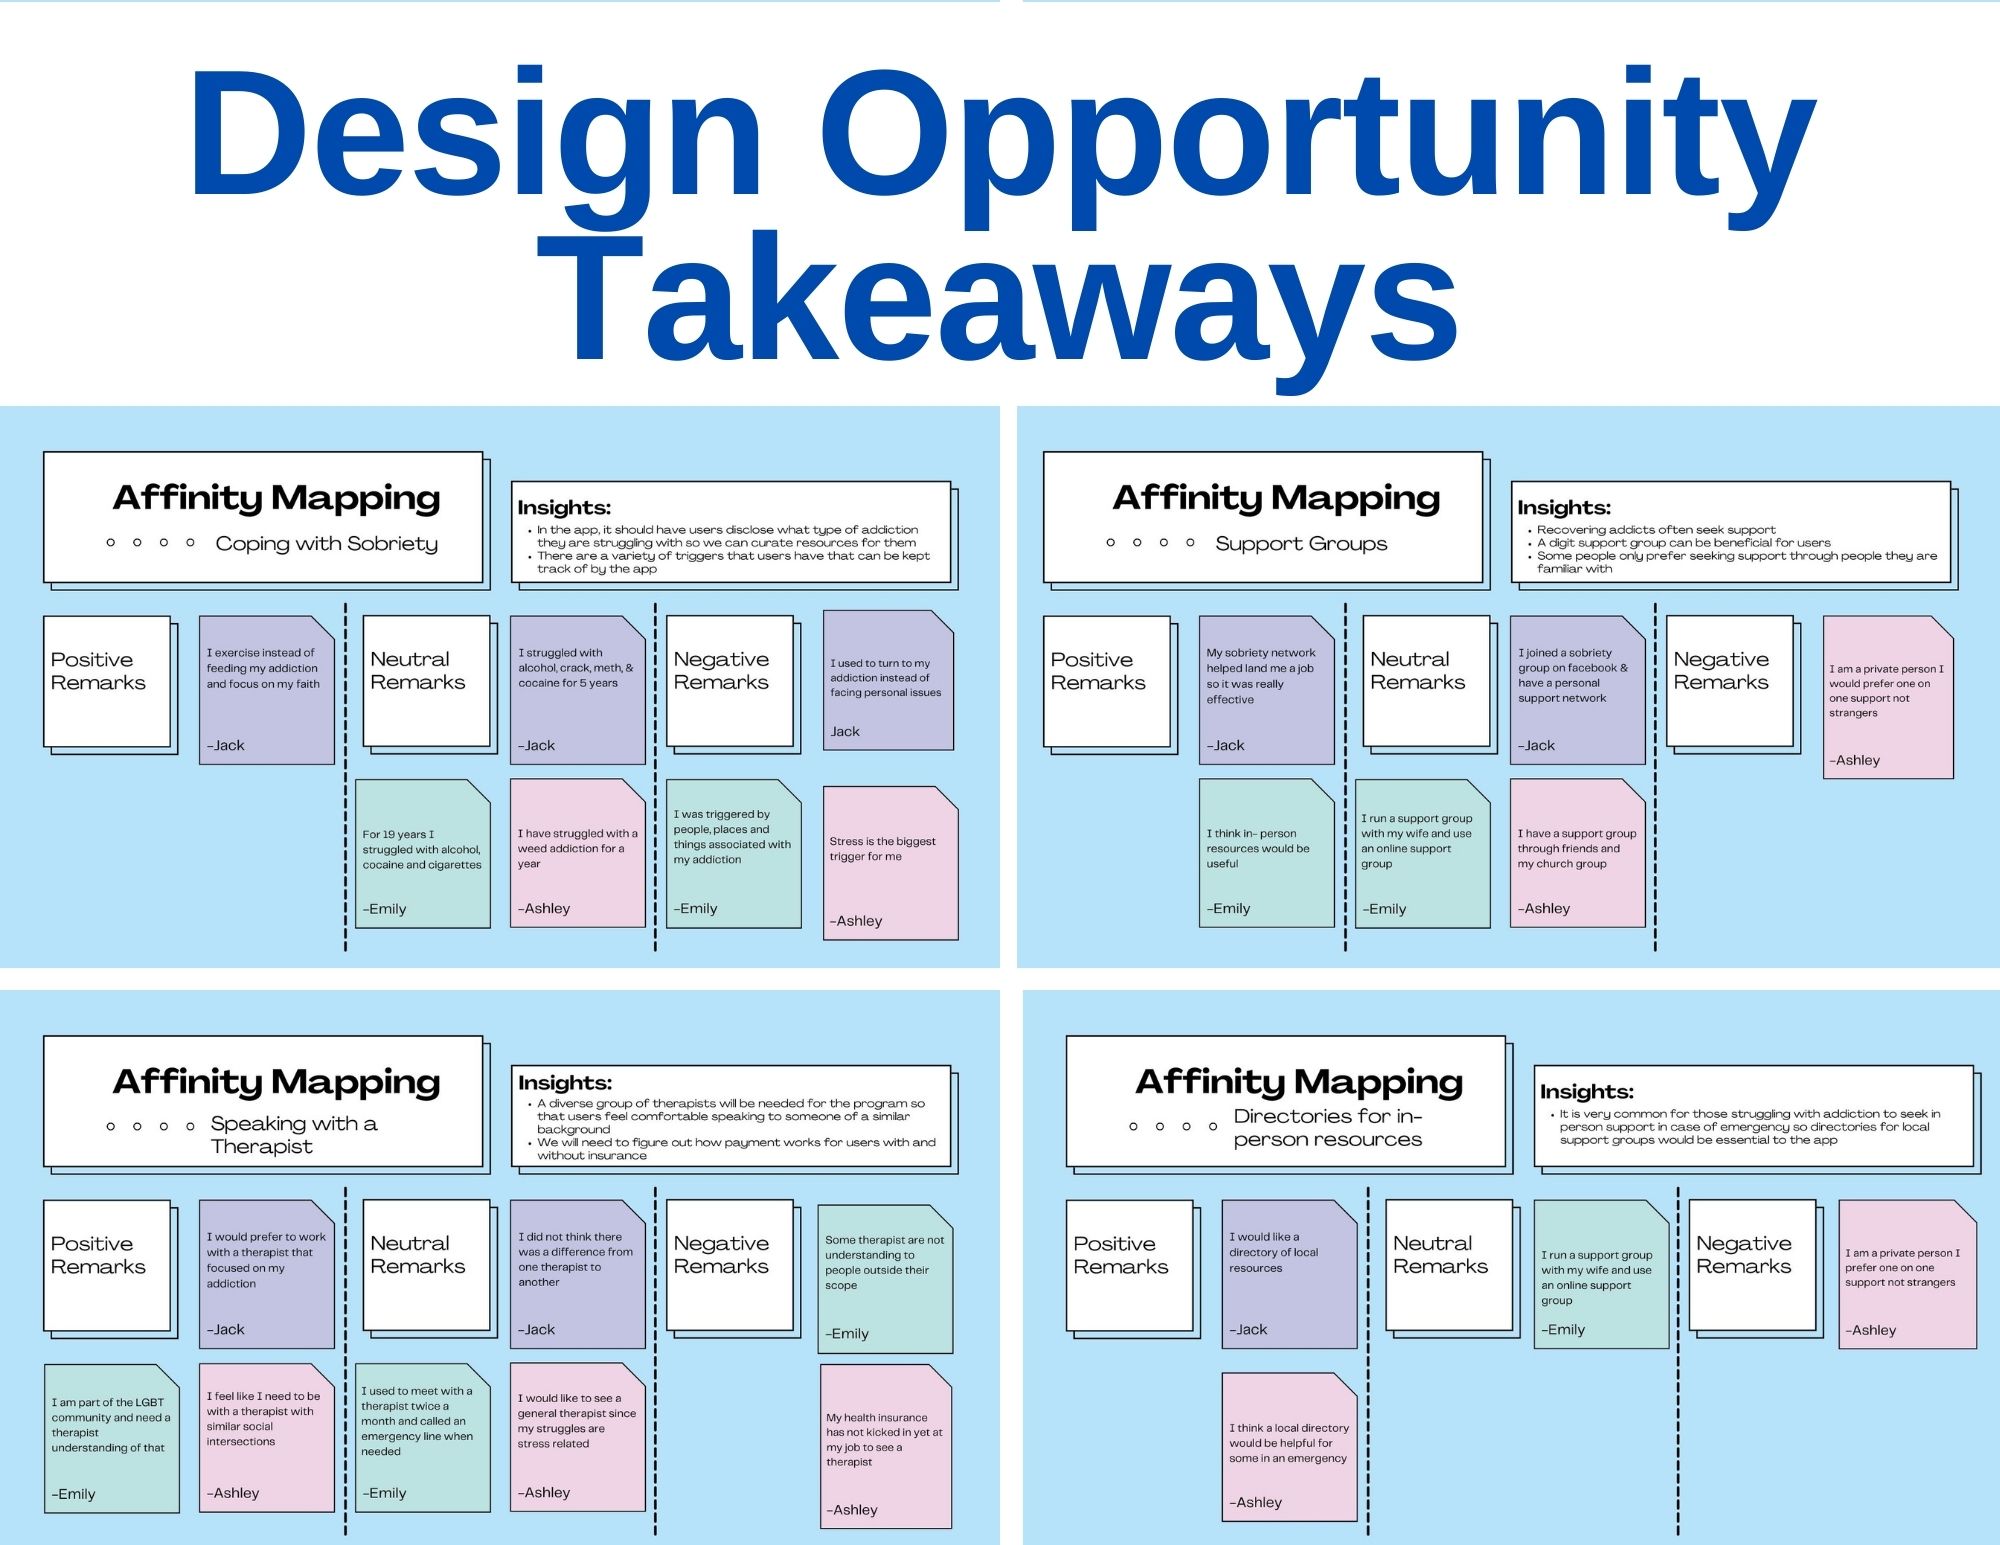 Design Opportunity
Takeaways
Affinity Mapping
Coping with Sobriety
Insights:
• In the app, it should have users disclose what type of addiction
they are struggling with so we can curate resources for them
• There are a variety of triggers that users have that can be kept
track of by the app
Positive
Remarks
I exercise instead of
feeding my addiction
and focus on my faith
-Jack
Neutral
Remarks
I struggled with
alcohol, crack, meth, &
cocaine for 5 years
-Jack
For 19 years I
struggled with alcohol,
cocaine and cigarettes
-Emily
I have struggled with a
weed addiction for a
year
-Ashley
Negative
Remarks
I used to turn to my
addiction instead of
facing personal issues
Jack
I was triggered by
people, places and
things associated with
my addiction
-Emily
Stress is the biggest
trigger for me
-Ashley
Affinity Mapping
Support Groups
Insights:
• Recovering addicts often seek support
• A digit support group can be beneficial for users
• Some people only prefer seeking support through people they are
familiar with
Positive
Remarks
My sobriety network
helped land me a job
so it was really
effective
-Jack
I think in- person
resources would be
useful
-Emily
Neutral
Remarks
I joined a sobriety
group on facebook &
have a personal
support network
-Jack
I run a support group
with my wife and use
an online support
group
-Emily
I have a support group
through friends and
my church group
-Ashley
Negative
Remarks
I am a private person I
would prefer one on
one support not
strangers
-Ashley
Affinity Mapping
Speaking with a
Therapist
Insights:
• A diverse group of therapists will be needed for the program so
that users feel comfortable speaking to someone of a similar
background
• We will need to figure out how payment works for users with and
without insurance
Positive
Remarks
I would prefer to work
with a therapist that
focused on my
addiction
-Jack
I am part of the LGBT
community and need a
therapist
understanding of that
-Emily
I feel like I need to be
with a therapist with
similar social
intersections
-Ashley
Neutral
Remarks
I did not think there
was a difference from
one therapist to
another
-Jack
I used to meet with a
therapist twice a
month and called an
emergency line when
needed
-Emily
I would like to see a
general therapist since
my struggles are
stress related
-Ashley
Negative
Remarks
Some therapist are not
understanding to
people outside their
scope
-Emily
My health insurance
has not kicked in yet at
my job to see a
therapist
-Ashley
Affinity Mapping
Directories for in-
person resources
Insights:
• It is very common for those struggling with addiction to seek in
person support in case of emergency so directories for local
support groups would be essential to the app
Positive
Remarks
I would like a
directory of local
resources
-Jack
I think a local directory
would be helpful for
some in an emergency
-Ashley
Neutral
Remarks
I run a support group
with my wife and use
an online support
group
-Emily
Negative
Remarks
I am a private person I
prefer one on one
support not strangers
-Ashley